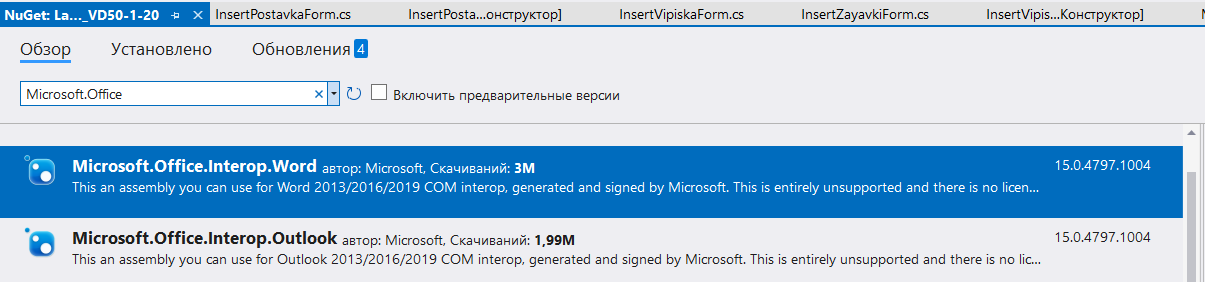 NuGet: La..._VD50-1-20 InsertPostavkaForm.cs InsertPosta...онструктор] InsertVipiskaForm.cs InsertZayavkiForm.cs InsertVipis...Конструктор]
Обзор Установлено Обновления 4
Microsoft.Office Включить предварительные версии
Microsoft.Office.Interop.Word автор: Microsoft, Скачиваний: 3M 15.0.4797.1004
This an assembly you can use for Word 2013/2016/2019 COM interop, generated and signed by Microsoft. This is entirely unsupported and there is no licen...
Microsoft.Office.Interop.Outlook автор: Microsoft, Скачиваний: 1,99M 15.0.4797.1004
This an assembly you can use for Outlook 2013/2016/2019 COM interop, generated and signed by Microsoft. This is entirely unsupported and there is no lic...